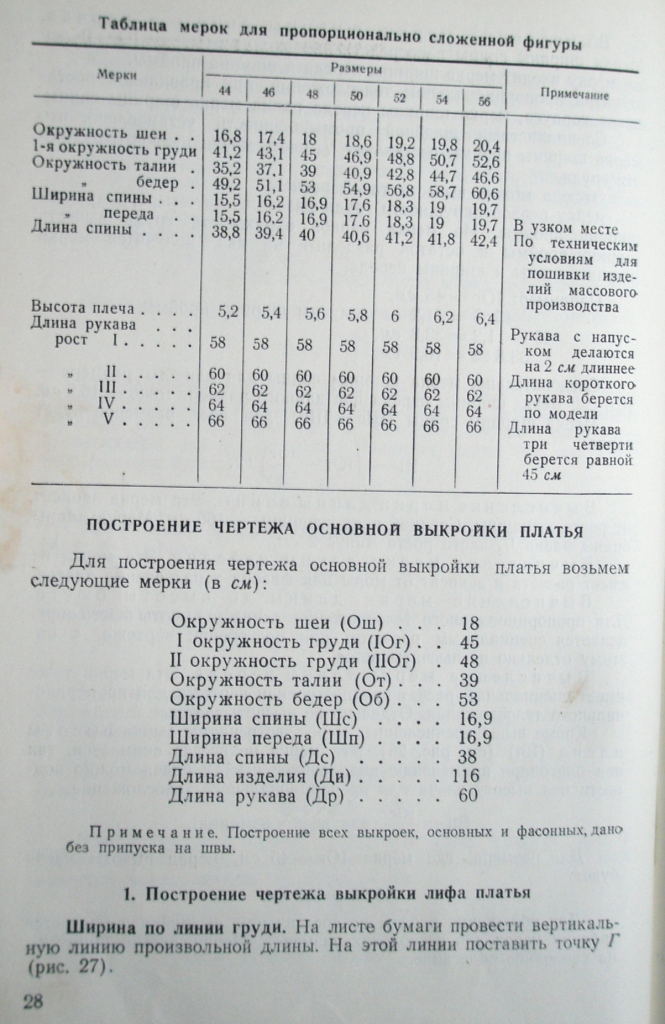 Таблица мерок для пропорционально сложенной фигуры
Мерки Размеры Примечание
44 46 48 50 52 54 56
Окружность шеи . . 16,8 17,4 18 18,6 19,2 19,8 20,4
1-я окружность груди 41,2 43,1 45 46,9 48,8 50,7 52,6
Окружность талии . 35,2 37.1 39 40,9 42,8 44,7 46,6
„ бедер . 49,2 51,1 53 54,9 56,8 58,7 60,6
Ширина спины . . . 15,5 16,2 16,9 17,6 18,3 19 19,7
„ переда . . 15,5 16,2 16,9 17.6 18,3 19 19,7 В узком месте
Длина спины . . . . 38,8 39,4 40 40,6 41,2 41,8 42,4 По техническим
условиям для
пошивки изде-
лий массового
производства
Высота плеча . . . . 5,2 5,4 5,6 5,8 6 6,2 6,4
Длина рукава . . .
рост I . . . . . 58 58 58 58 58 58 58 Рукава с напус-
ком делаются
на 2 см длиннее
„ II . . . . . 60 60 60 60 60 60 60 Длина короткого
„ III . . . . . 62 62 62 62 62 62 62 рукава берется
„ IV . . . . . 64 64 64 64 64 64 64 по модели
„ V . . . . . 66 66 66 66 66 66 66 Длина рукава
три четверти
берется равной
45 см
ПОСТРОЕНИЕ ЧЕРТЕЖА ОСНОВНОЙ ВЫКРОЙКИ ПЛАТЬЯ
Для построения чертежа основной выкройки платья возьмем
следующие мерки (в см):
Окружность шеи (Ош) . . . 18
I окружность груди (IОг) . . 45
II окружность груди (IIОг) . 48
Окружность талии (От) . . . 39
Окружность бедер (Об) . . . 53
Ширина спины (Шс) . . . . 16,9
Ширина переда (Шп) . . . . 16,9
Длина спины (Дс) . . . . . 38
Длина изделия (Ди) . . . . . 116
Длина рукава (Др) . . . . . 60
Примечание. Построение всех выкроек, основных и фасонных, дано
без припуска на швы.
1. Построение чертежа выкройки лифа платья
Ширина по линии груди. На листе бумаги провести вертикаль-
ную линию произвольной длины. На этой линии поставить точку Г
(рис. 27).
28